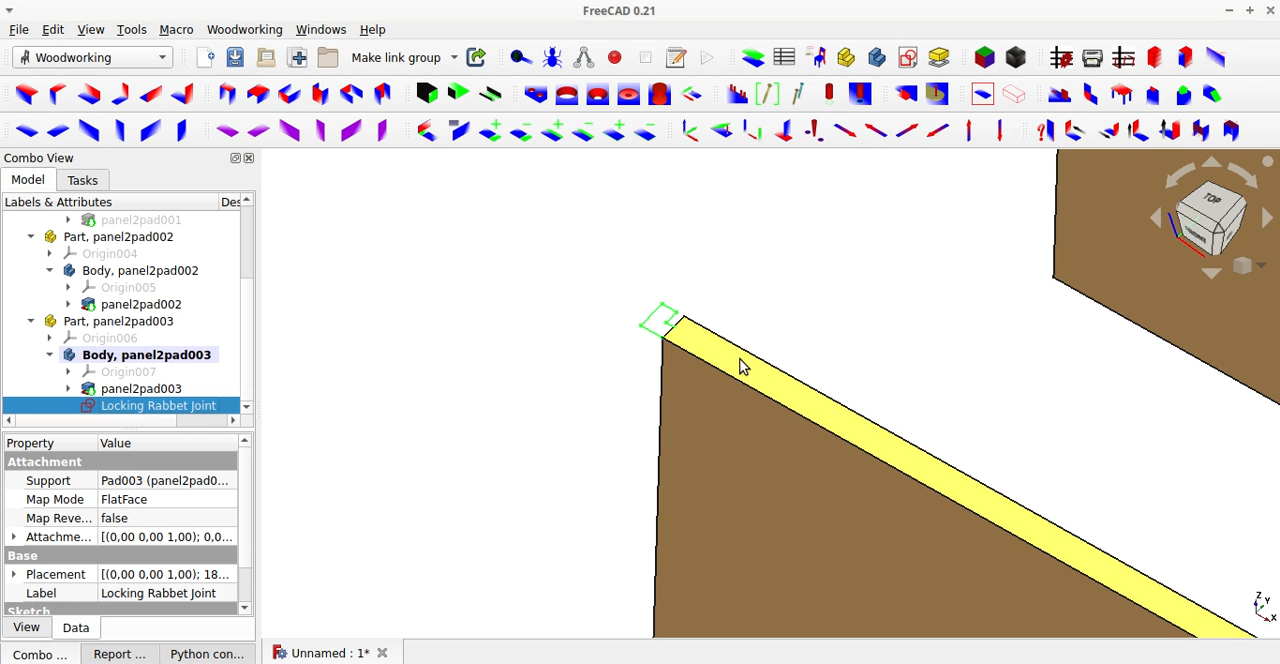 FreeCAD 0.21
File Edit View Tools Macro Woodworking Windows Help
Woodworking Make link group
Combo View
Model Tasks
Labels & Attributes Des
panel2pad001
Part, panel2pad002
Origin004
Body, panel2pad002
Origin005
panel2pad002
Part, panel2pad003
Origin006
Body, panel2pad003
Origin007
panel2pad003
Locking Rabbet Joint
Property Value
Attachment
Support Pad003 (panel2pad0...
Map Mode FlatFace
Map Reve... false
Attachme... [(0,00 0,00 1,00); 0,0...
Base
Placement [(0,00 0,00 1,00); 18...
Label Locking Rabbet Joint
Sketch
View Data
Combo ... Report ... Python con... Unnamed : 1*
TOP
FRONT
Z Y X